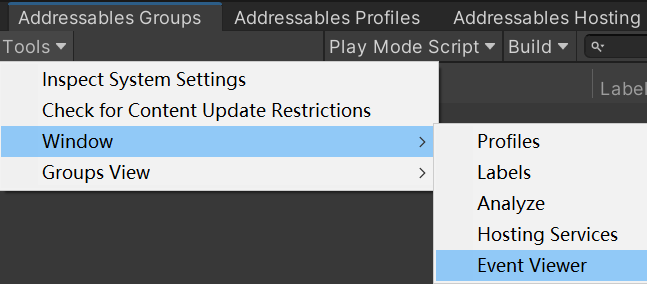 Addressables Groups Addressables Profiles Addressables Hosting
Tools Play Mode Script Build
Inspect System Settings
Check for Content Update Restrictions
Window
Groups View
Label
Profiles
Labels
Analyze
Hosting Services
Event Viewer